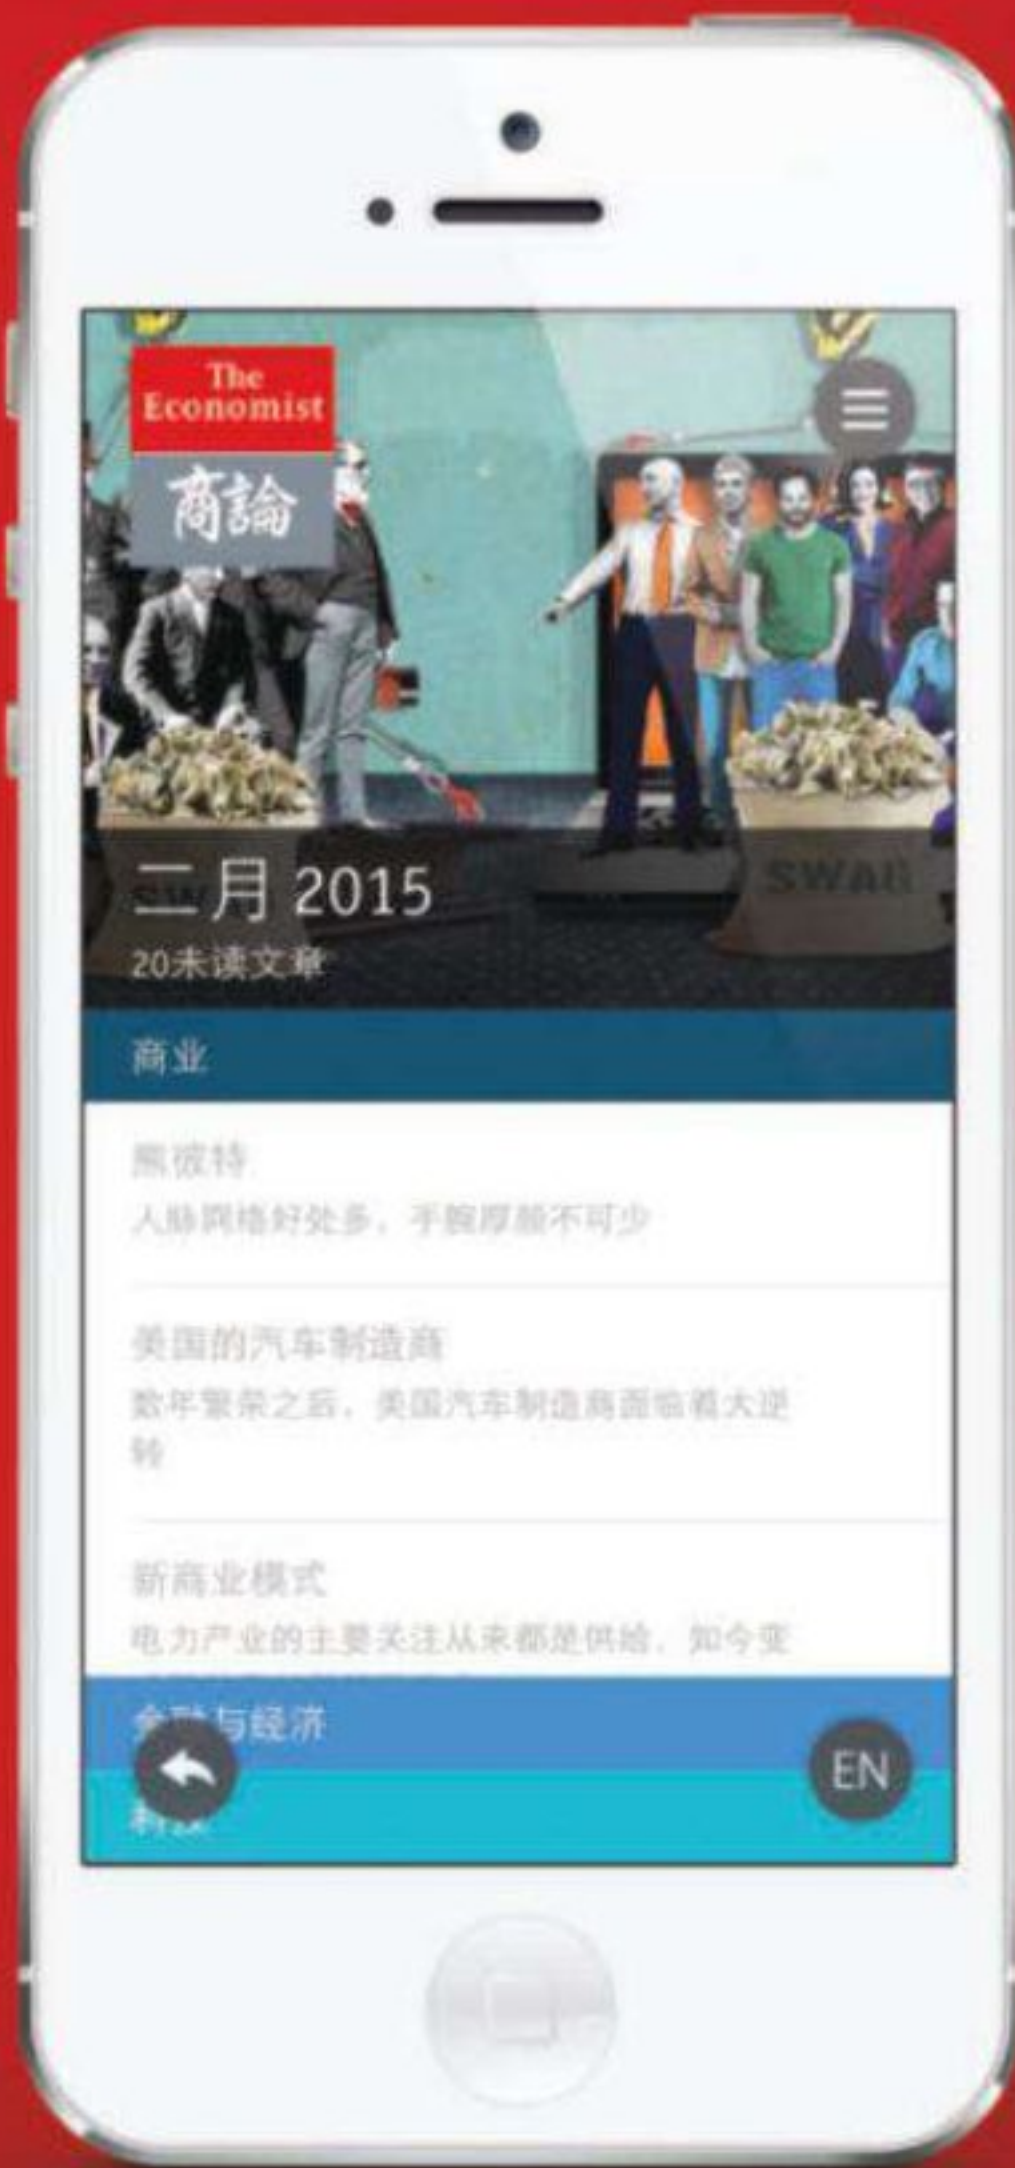 The
Economist
商論
二月 2015
20未读文章
SWAG
商业
熊彼特
人脉网络好处多，手腕厚颜不可少
美国的汽车制造商
数年繁荣之后，美国汽车制造商面临着大逆
转
新商业模式
电力产业的主要关注从来都是供给，如今变
金融与经济
EN